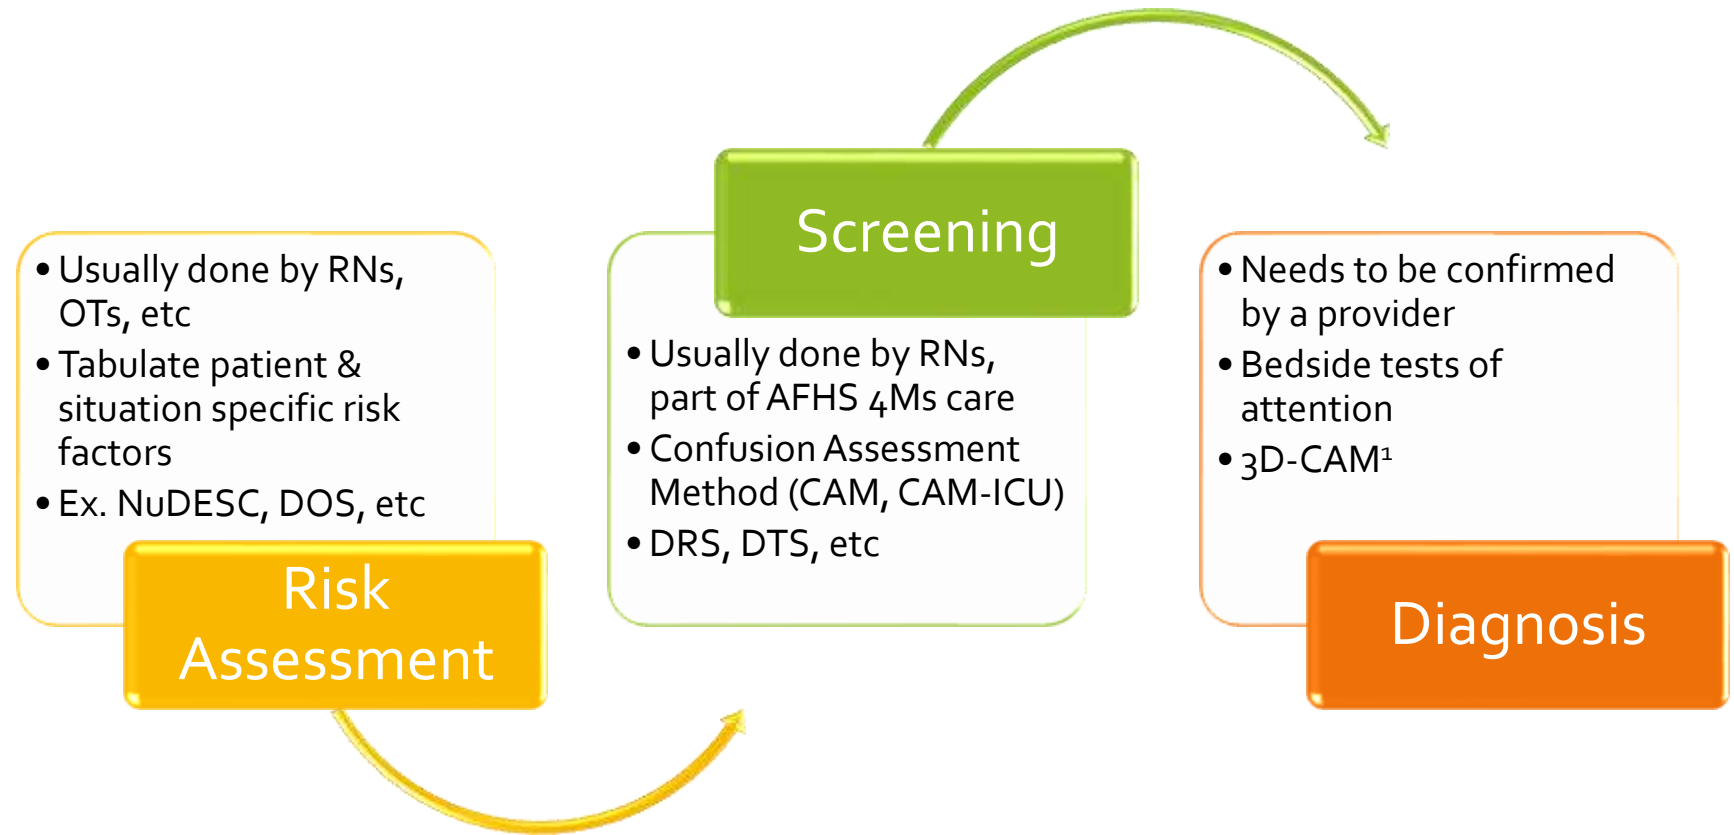 • Usually done by RNs,
OTs, etc
• Tabulate patient &
situation specific risk
factors
• Ex. NuDESC, DOS, etc
Risk
Assessment
Screening
• Usually done by RNs,
part of AFHS 4Ms care
• Confusion Assessment
Method (CAM, CAM-ICU)
• DRS, DTS, etc
• Needs to be confirmed
by a provider
• Bedside tests of
attention
• 3D-CAM¹
Diagnosis